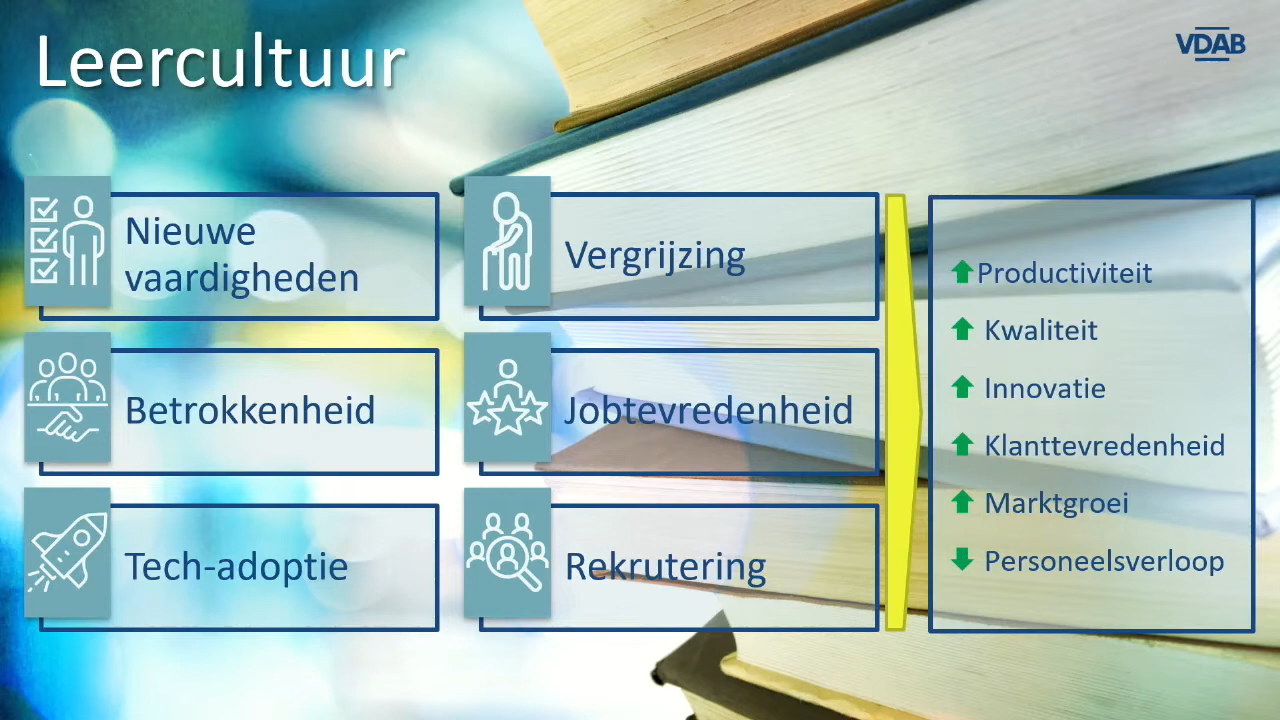 Leercultuur
VDAB
Nieuwe
vaardigheden
Vergrijzing
Betrokkenheid
Jobtevredenheid
Tech-adoptie
Rekrutering
Productiviteit
Kwaliteit
Innovatie
Klanttevredenheid
Marktgroei
Personeelsverloop